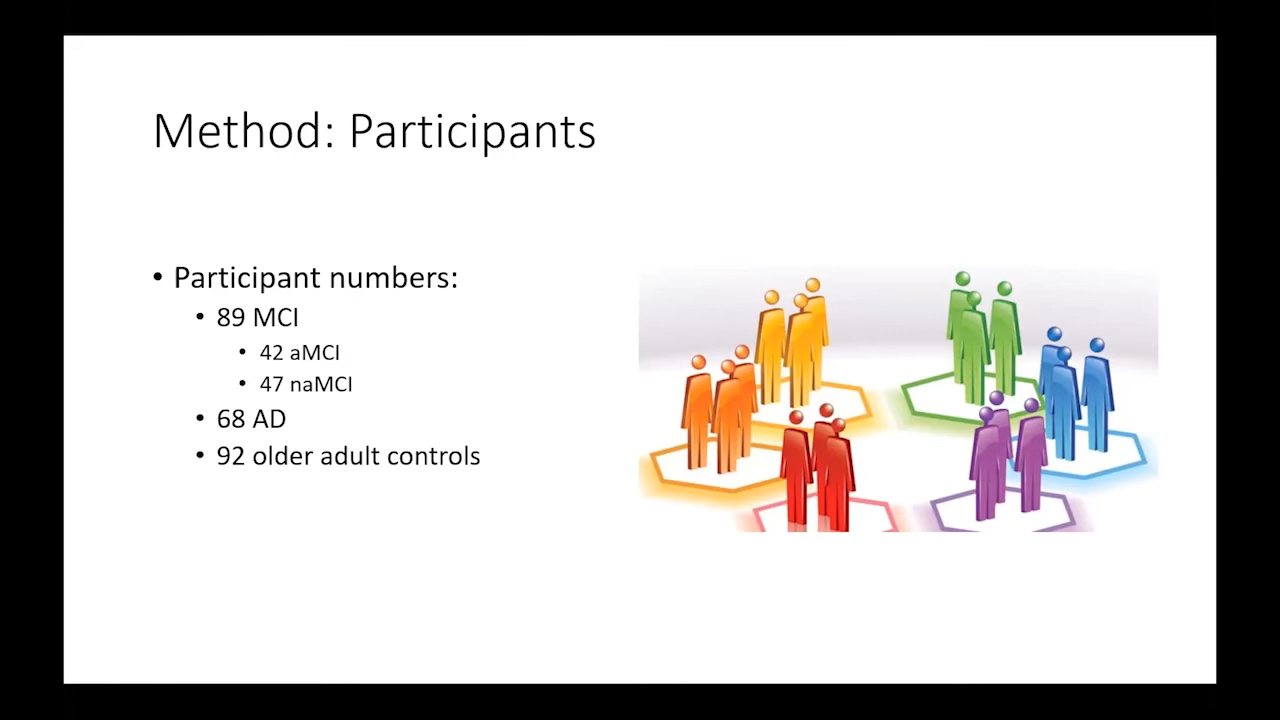 Method: Participants
• Participant numbers:
• 89 MCI
• 42 aMCI
• 47 naMCI
• 68 AD
• 92 older adult controls